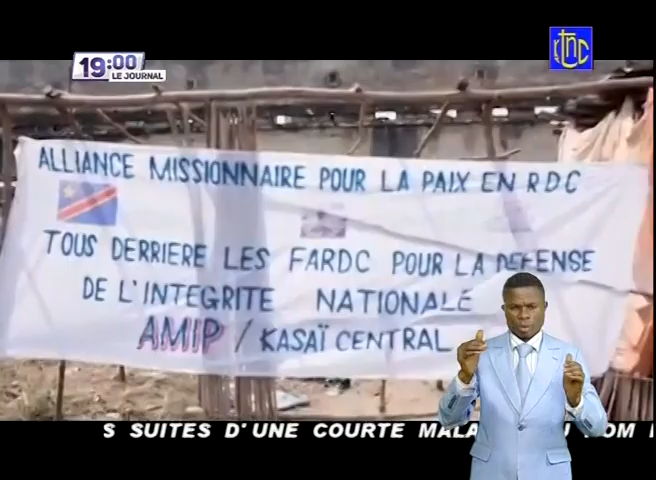 19:00
LE JOURNAL
rtnc
ALLIANCE MISSIONNAIRE POUR LA PAIX EN RDC
TOUS DERRIERE LES FARDC POUR LA DEFENSE
DE L'INTEGRITE NATIONALE
AMIP / KASAÏ CENTRAL
S SUITES D'UNE COURTE